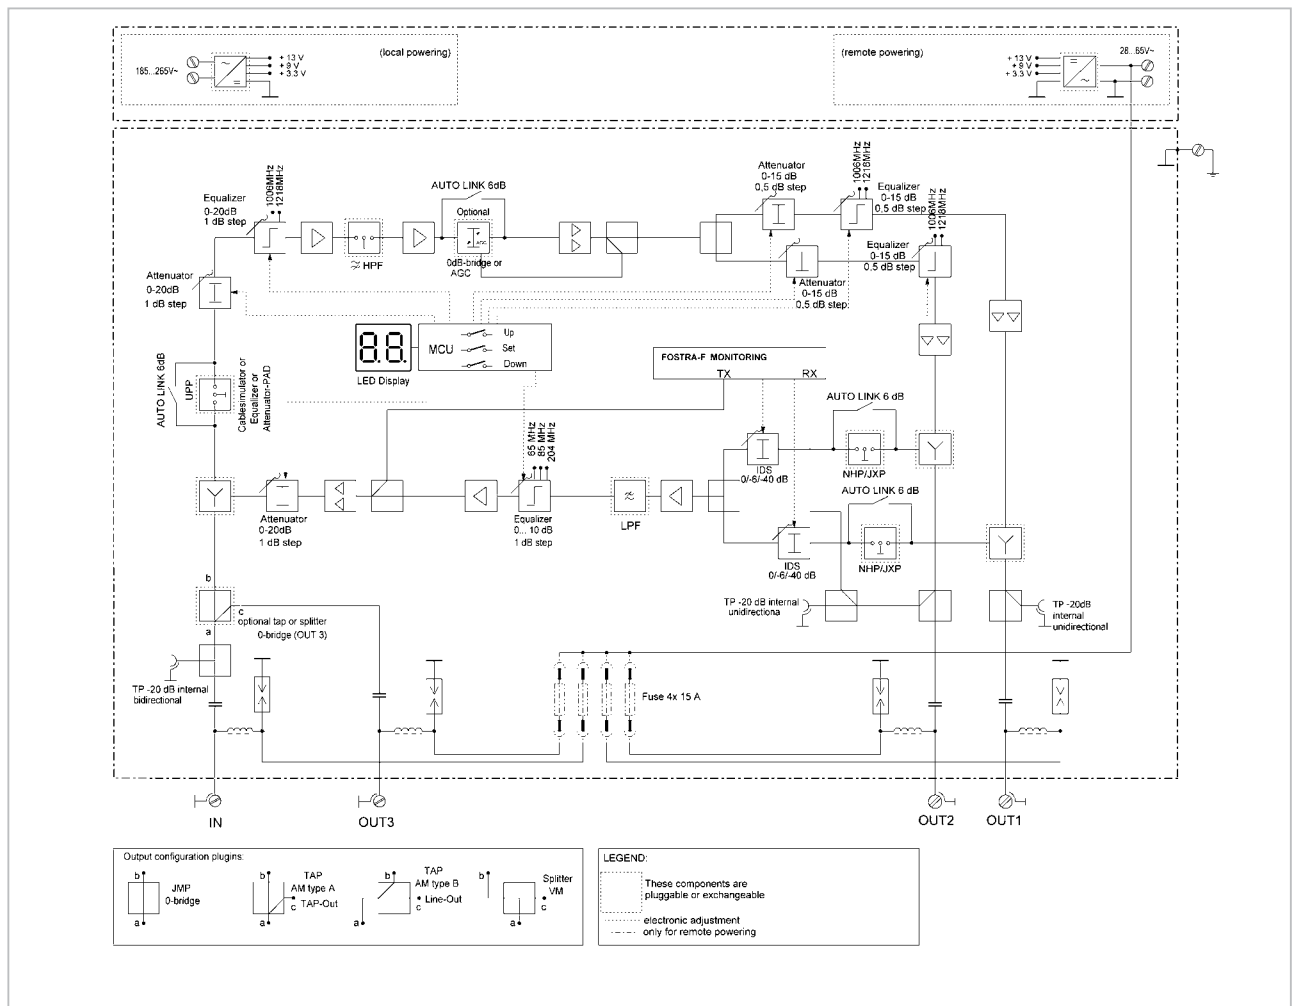 (local powering)
185...265V~
+ 13 V
+ 9 V
+ 3.3 V
(remote powering)
28...65V~
+ 13 V
+ 9 V
+ 3.3 V
Equalizer
0-20dB
1 dB step
1006MHz
1218MHz
AUTO LINK 6dB
Optional
AGC
0dB-bridge or
AGC
HPF
Attenuator
0-15 dB
0,5 dB step
1006MHz
1218MHz
Equalizer
0-15 dB
0,5 dB step
1006MHz
1218MHz
Equalizer
0-15 dB
0,5 dB step
Attenuator
0-15 dB
0,5 dB step
Attenuator
0-20dB
1 dB step
8.8.
LED Display
MCU
Up
Set
Down
FOSTRA-F MONITORING
TX
RX
AUTO LINK 6dB
UPP
Cablesimulator or
Equalizer or
Attenuator-PAD
AUTO LINK 6 dB
NHP/JXP
IDS
0/-6/-40 dB
65 MHz
85 MHz
204 MHz
AUTO LINK 6 dB
NHP/JXP
IDS
0/-6/-40 dB
Attenuator
0-20dB
1 dB step
Equalizer
0... 10 dB
1 dB step
LPF
b
c
a
optional tap or splitter
0-bridge (OUT 3)
TP -20 dB internal
unidirectiona
TP -20dB
internal
unidirectional
TP -20 dB internal
bidirectional
Fuse 4x 15 A
IN
OUT3
OUT2
OUT1
Output configuration plugins:
b
JMP
0-bridge
a
b
TAP
AM type A
c TAP-Out
a
b
TAP
AM type B
Line-Out
c
a
b
Splitter
VM
c
a
LEGEND:
These components are
pluggable or exchangeable
electronic adjustment
only for remote powering